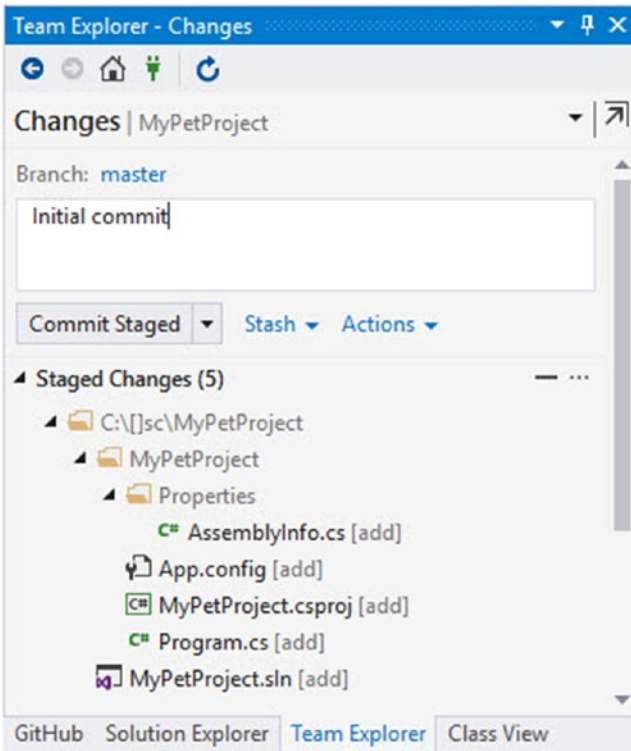 Team Explorer - Changes
Changes | MyPetProject
Branch: master
Initial commit
Commit Staged Stash Actions
Staged Changes (5)
C:\[]sc\MyPetProject
MyPetProject
Properties
C# AssemblyInfo.cs [add]
App.config [add]
C# MyPetProject.csproj [add]
C# Program.cs [add]
MyPetProject.sln [add]
GitHub Solution Explorer Team Explorer Class View